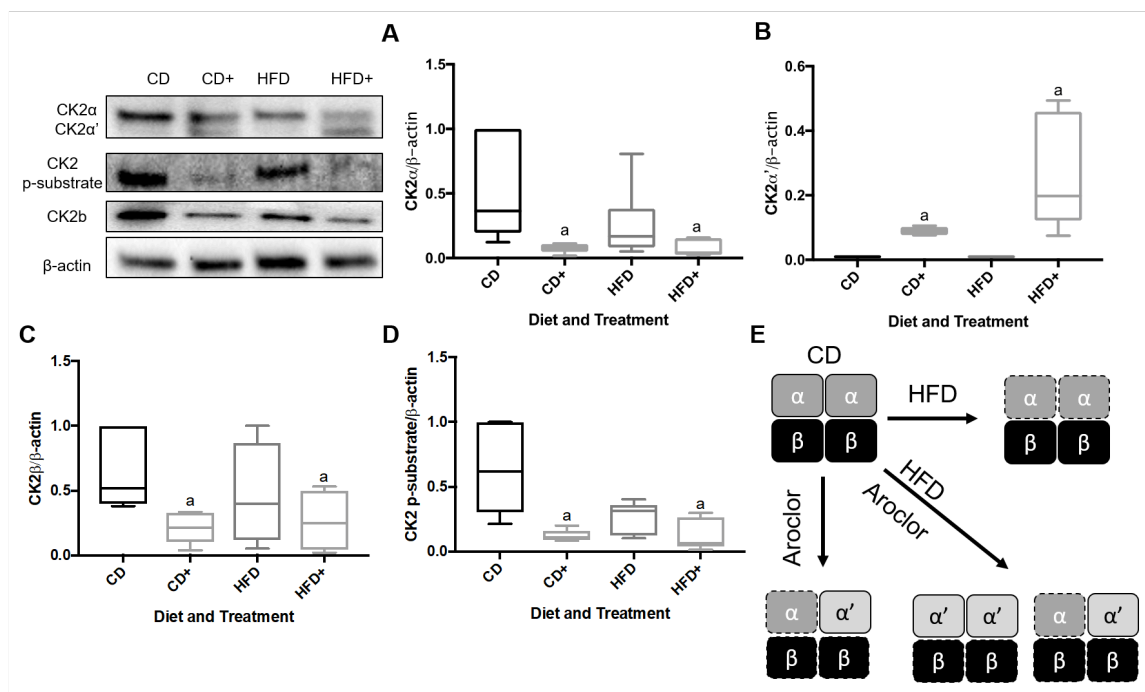 CD CD+ HFD HFD+
CK2α
CK2α’
CK2
p-substrate
CK2b
β-actin
A
1.5
1.0
0.5
0.0
CK2α/β-actin
CD CD+ HFD HFD+
a a
Diet and Treatment
B
0.6
0.4
0.2
0.0
CK2α’/β-actin
CD CD+ HFD HFD+
a a
Diet and Treatment
C
1.5
1.0
0.5
0.0
CK2β/β-actin
CD CD+ HFD HFD+
a a
Diet and Treatment
D
1.5
1.0
0.5
0.0
CK2 p-substrate/β-actin
CD CD+ HFD HFD+
a a
Diet and Treatment
E
CD
α α
β β
HFD
α α
β β
Aroclor
HFD
Aroclor
α α’
β β
α’ α’
β β
α α’
β β